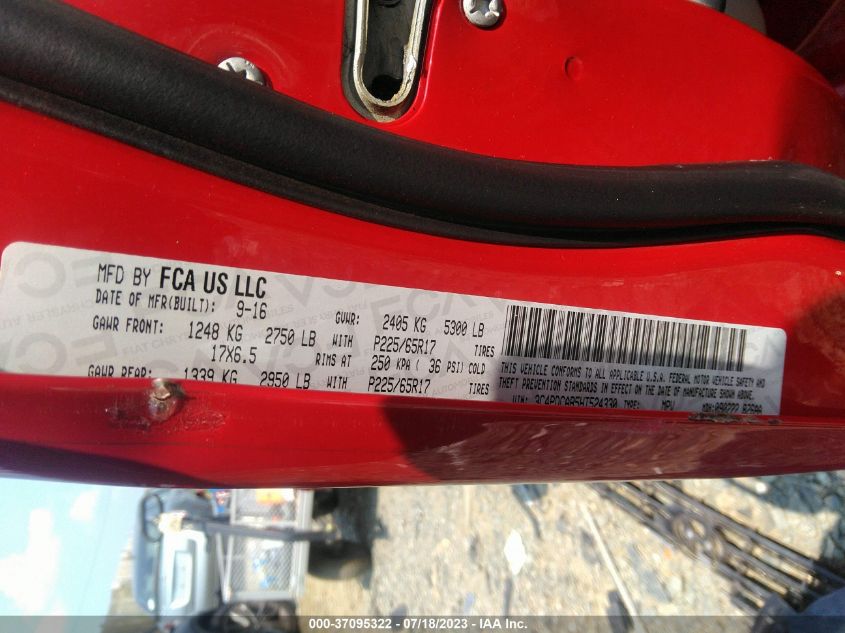 MFD BY FCA US LLC
DATE OF MFR(BUILT): 9-16 GVWR: 2405 KG 5300 LB
GAWR FRONT: 1248 KG 2750 LB WITH P225/65R17 TIRES
17X6.5 RIMS AT 250 KPA ( 36 PSI) COLD
GAWR REAR: 1339 KG 2950 LB WITH P225/65R17 TIRES
THIS VEHICLE CONFORMS TO ALL APPLICABLE U.S.A. FEDERAL MOTOR VEHICLE SAFETY AND
THEFT PREVENTION STANDARDS IN EFFECT ON THE DATE OF MANUFACTURE SHOWN ABOVE.
VIN: 3C4PDCAB5HT524330 TYPE: MPV MDH:
000-37095322 / 07/18/2023 - IAA Inc.